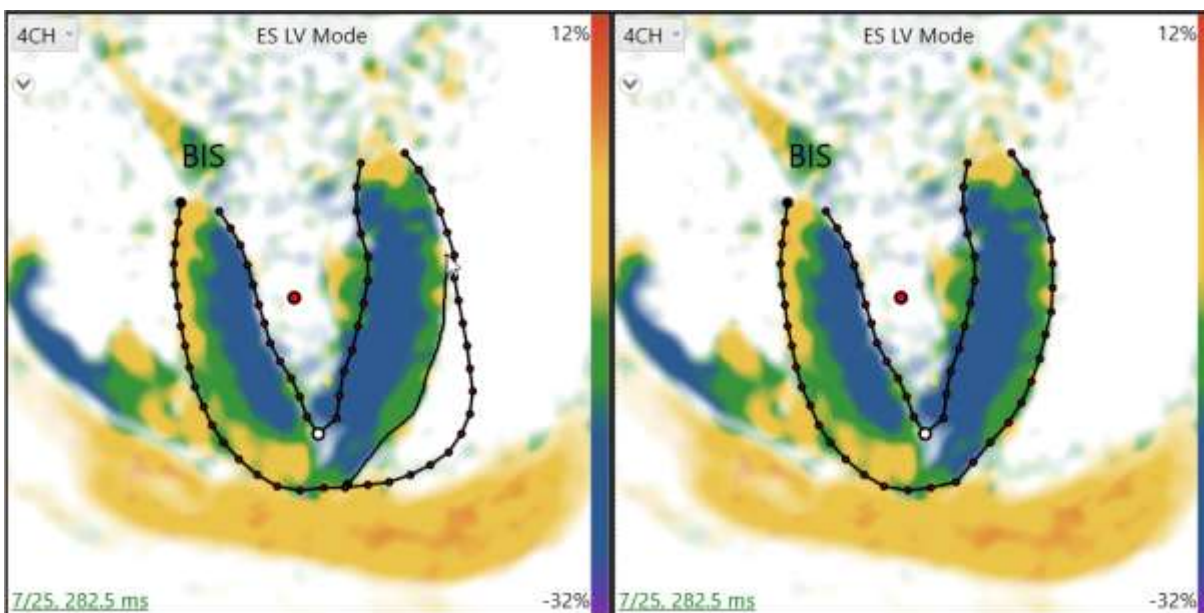 4CH ES LV Mode 12%
BIS
7/25, 282.5 ms -32%
4CH ES LV Mode 12%
BIS
7/25, 282.5 ms -32%